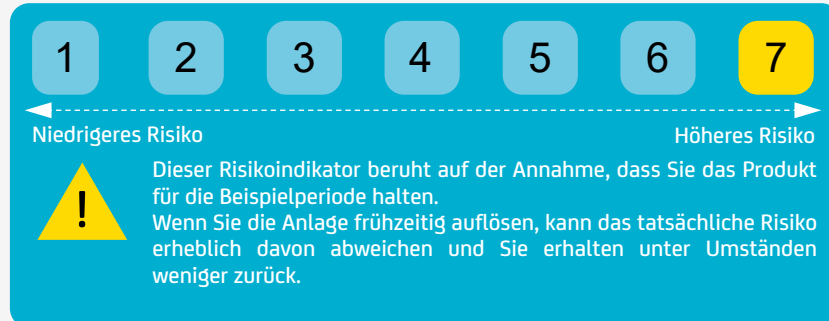 1 2 3 4 5 6 7
Niedrigeres Risiko Höheres Risiko
! Dieser Risikoindikator beruht auf der Annahme, dass Sie das Produkt
für die Beispielperiode halten.
Wenn Sie die Anlage frühzeitig auflösen, kann das tatsächliche Risiko
erheblich davon abweichen und Sie erhalten unter Umständen
weniger zurück.